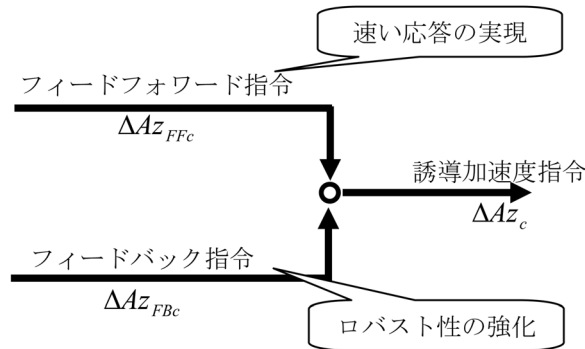 速い応答の実現
フィードフォワード指令
ΔAz_FFc
誘導加速度指令
ΔAz_c
フィードバック指令
ΔAz_FBc
ロバスト性の強化